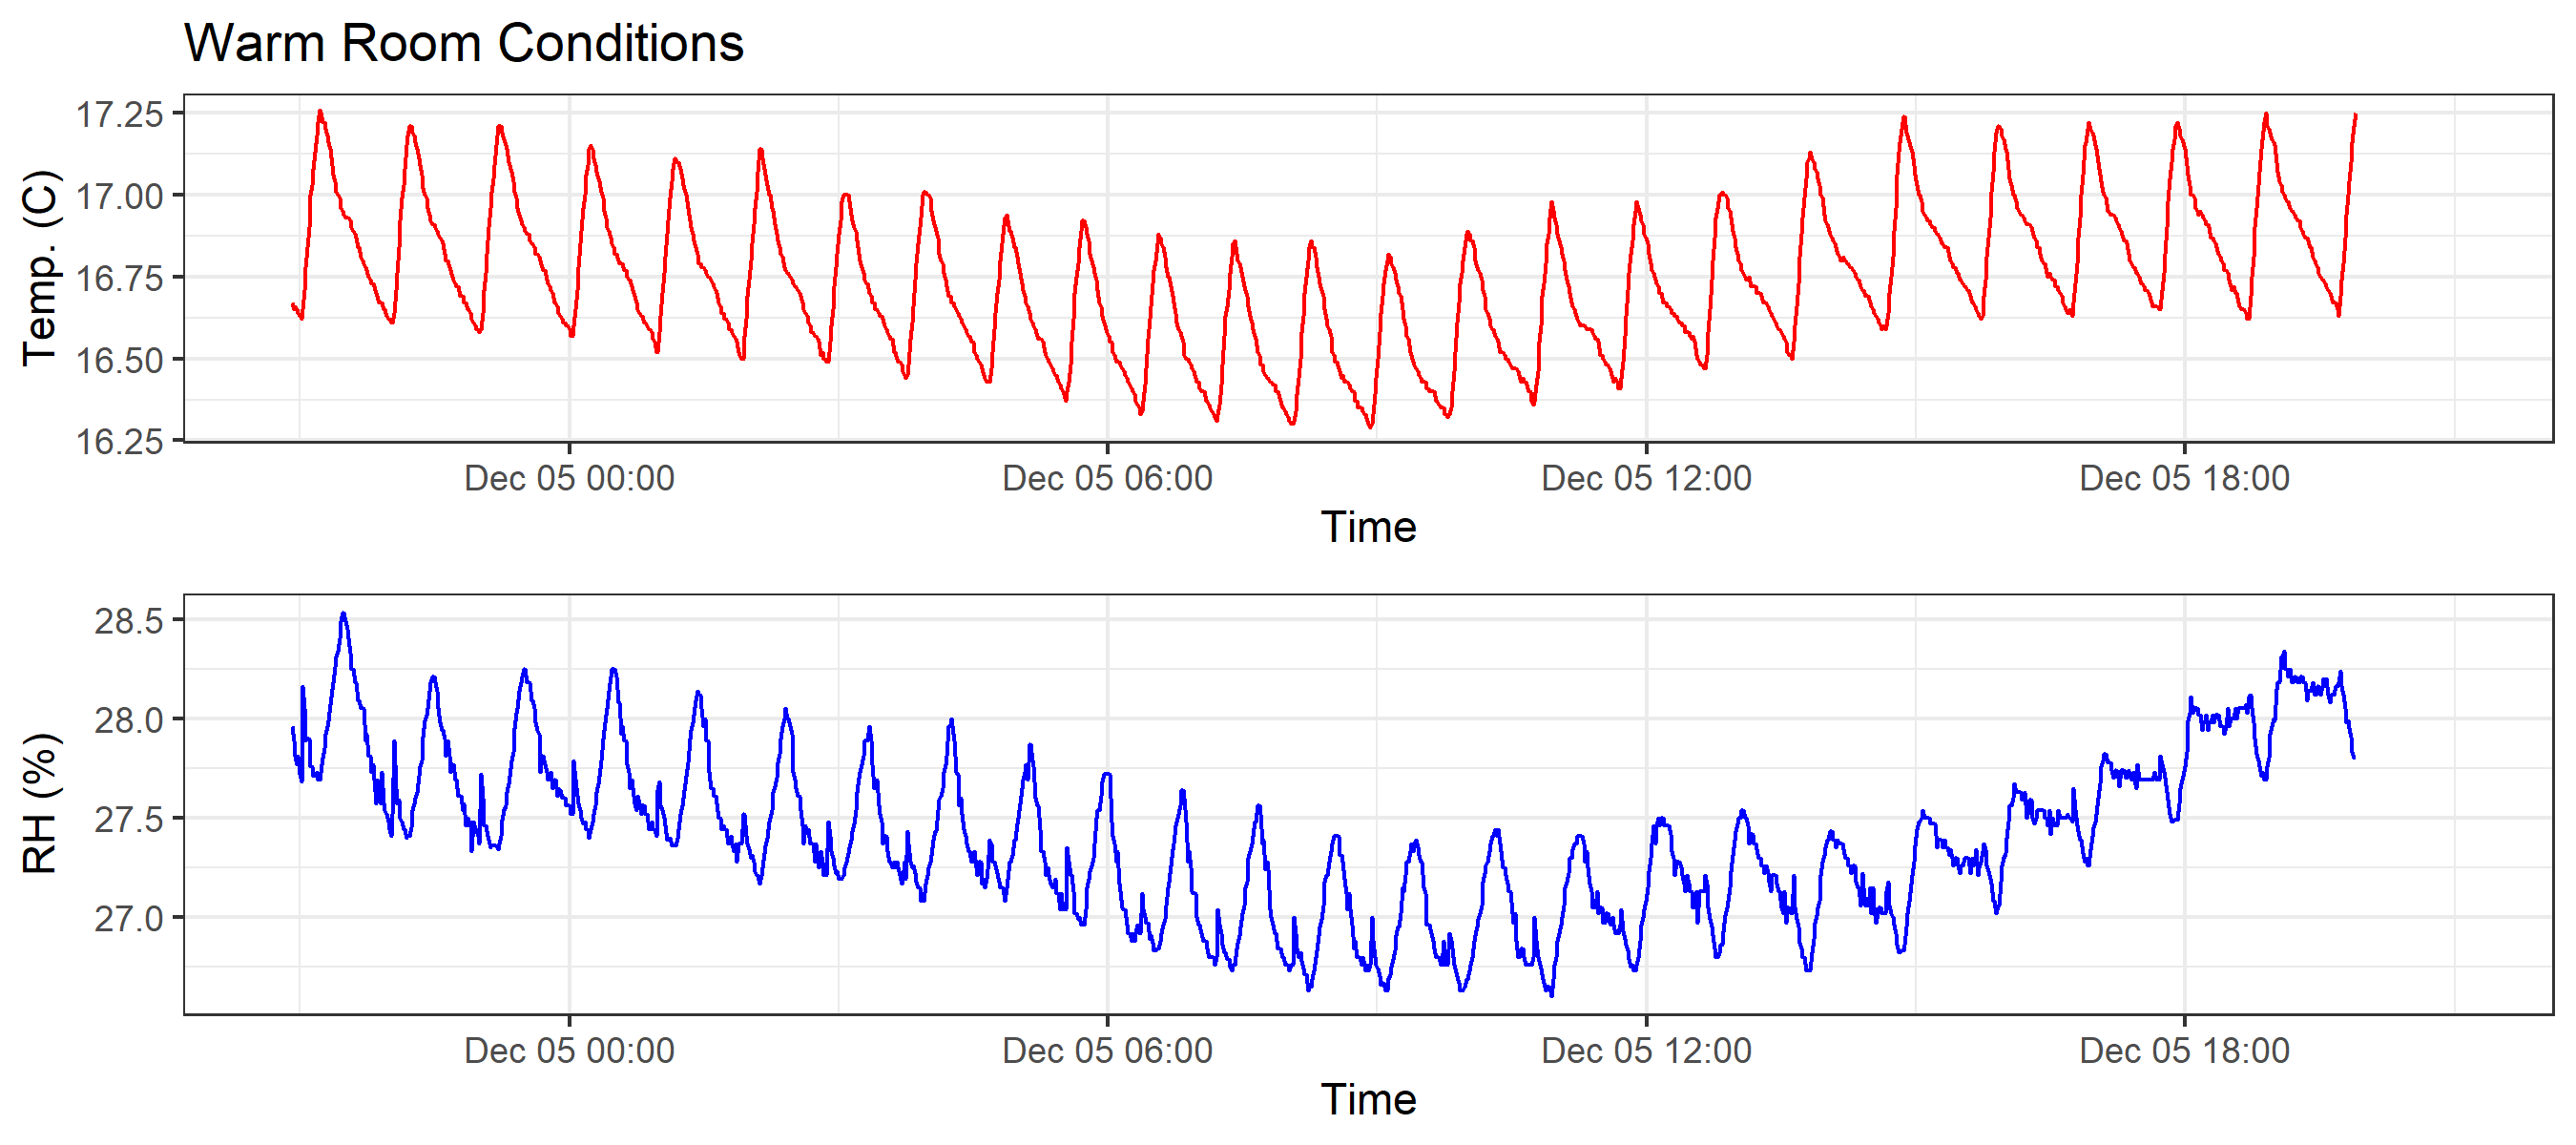 Warm Room Conditions
Temp. (C)
17.25
17.00
16.75
16.50
16.25
Dec 05 00:00 Dec 05 06:00 Dec 05 12:00 Dec 05 18:00
Time
RH (%)
28.5
28.0
27.5
27.0
Dec 05 00:00 Dec 05 06:00 Dec 05 12:00 Dec 05 18:00
Time